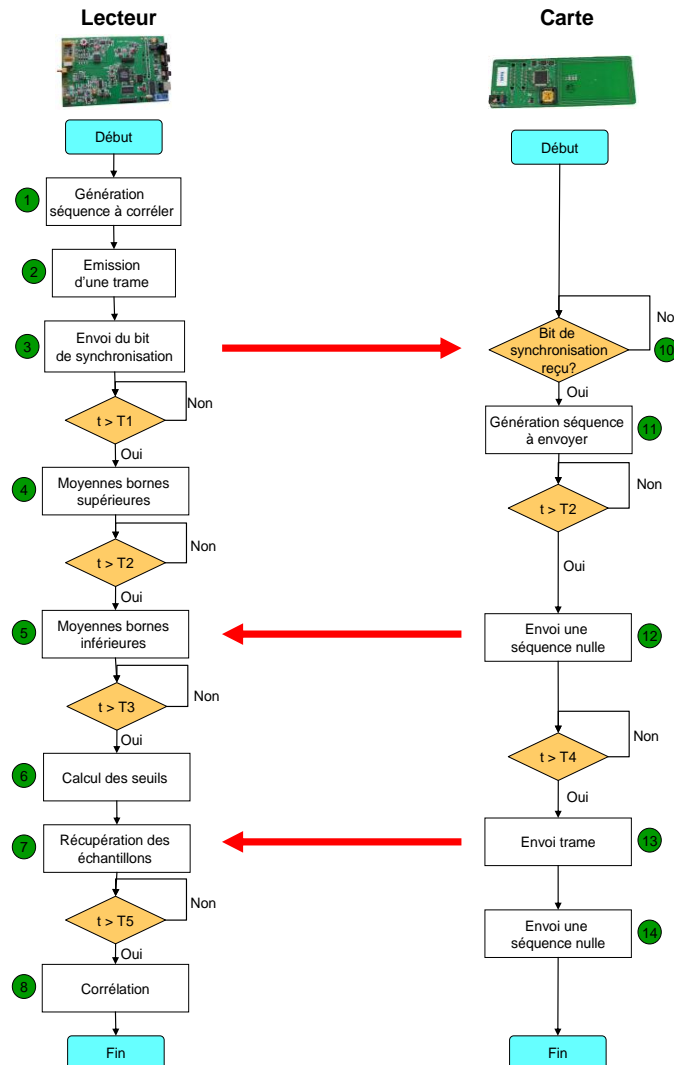 Lecteur
Début
1
Génération
séquence à corréler
2
Emission
d'une trame
3
Envoi du bit
de synchronisation
Non
t > T1
Oui
4
Moyennes bornes
supérieures
Non
t > T2
Oui
5
Moyennes bornes
inférieures
Non
t > T3
Oui
6
Calcul des seuils
7
Récupération des
échantillons
Non
t > T5
Oui
8
Corrélation
Fin
Carte
Début
No
Bit de
synchronisation
reçu?
10
Oui
Génération séquence
à envoyer
11
Non
t > T2
Oui
Envoi une
séquence nulle
12
Non
t > T4
Oui
Envoi trame
13
Envoi une
séquence nulle
14
Fin